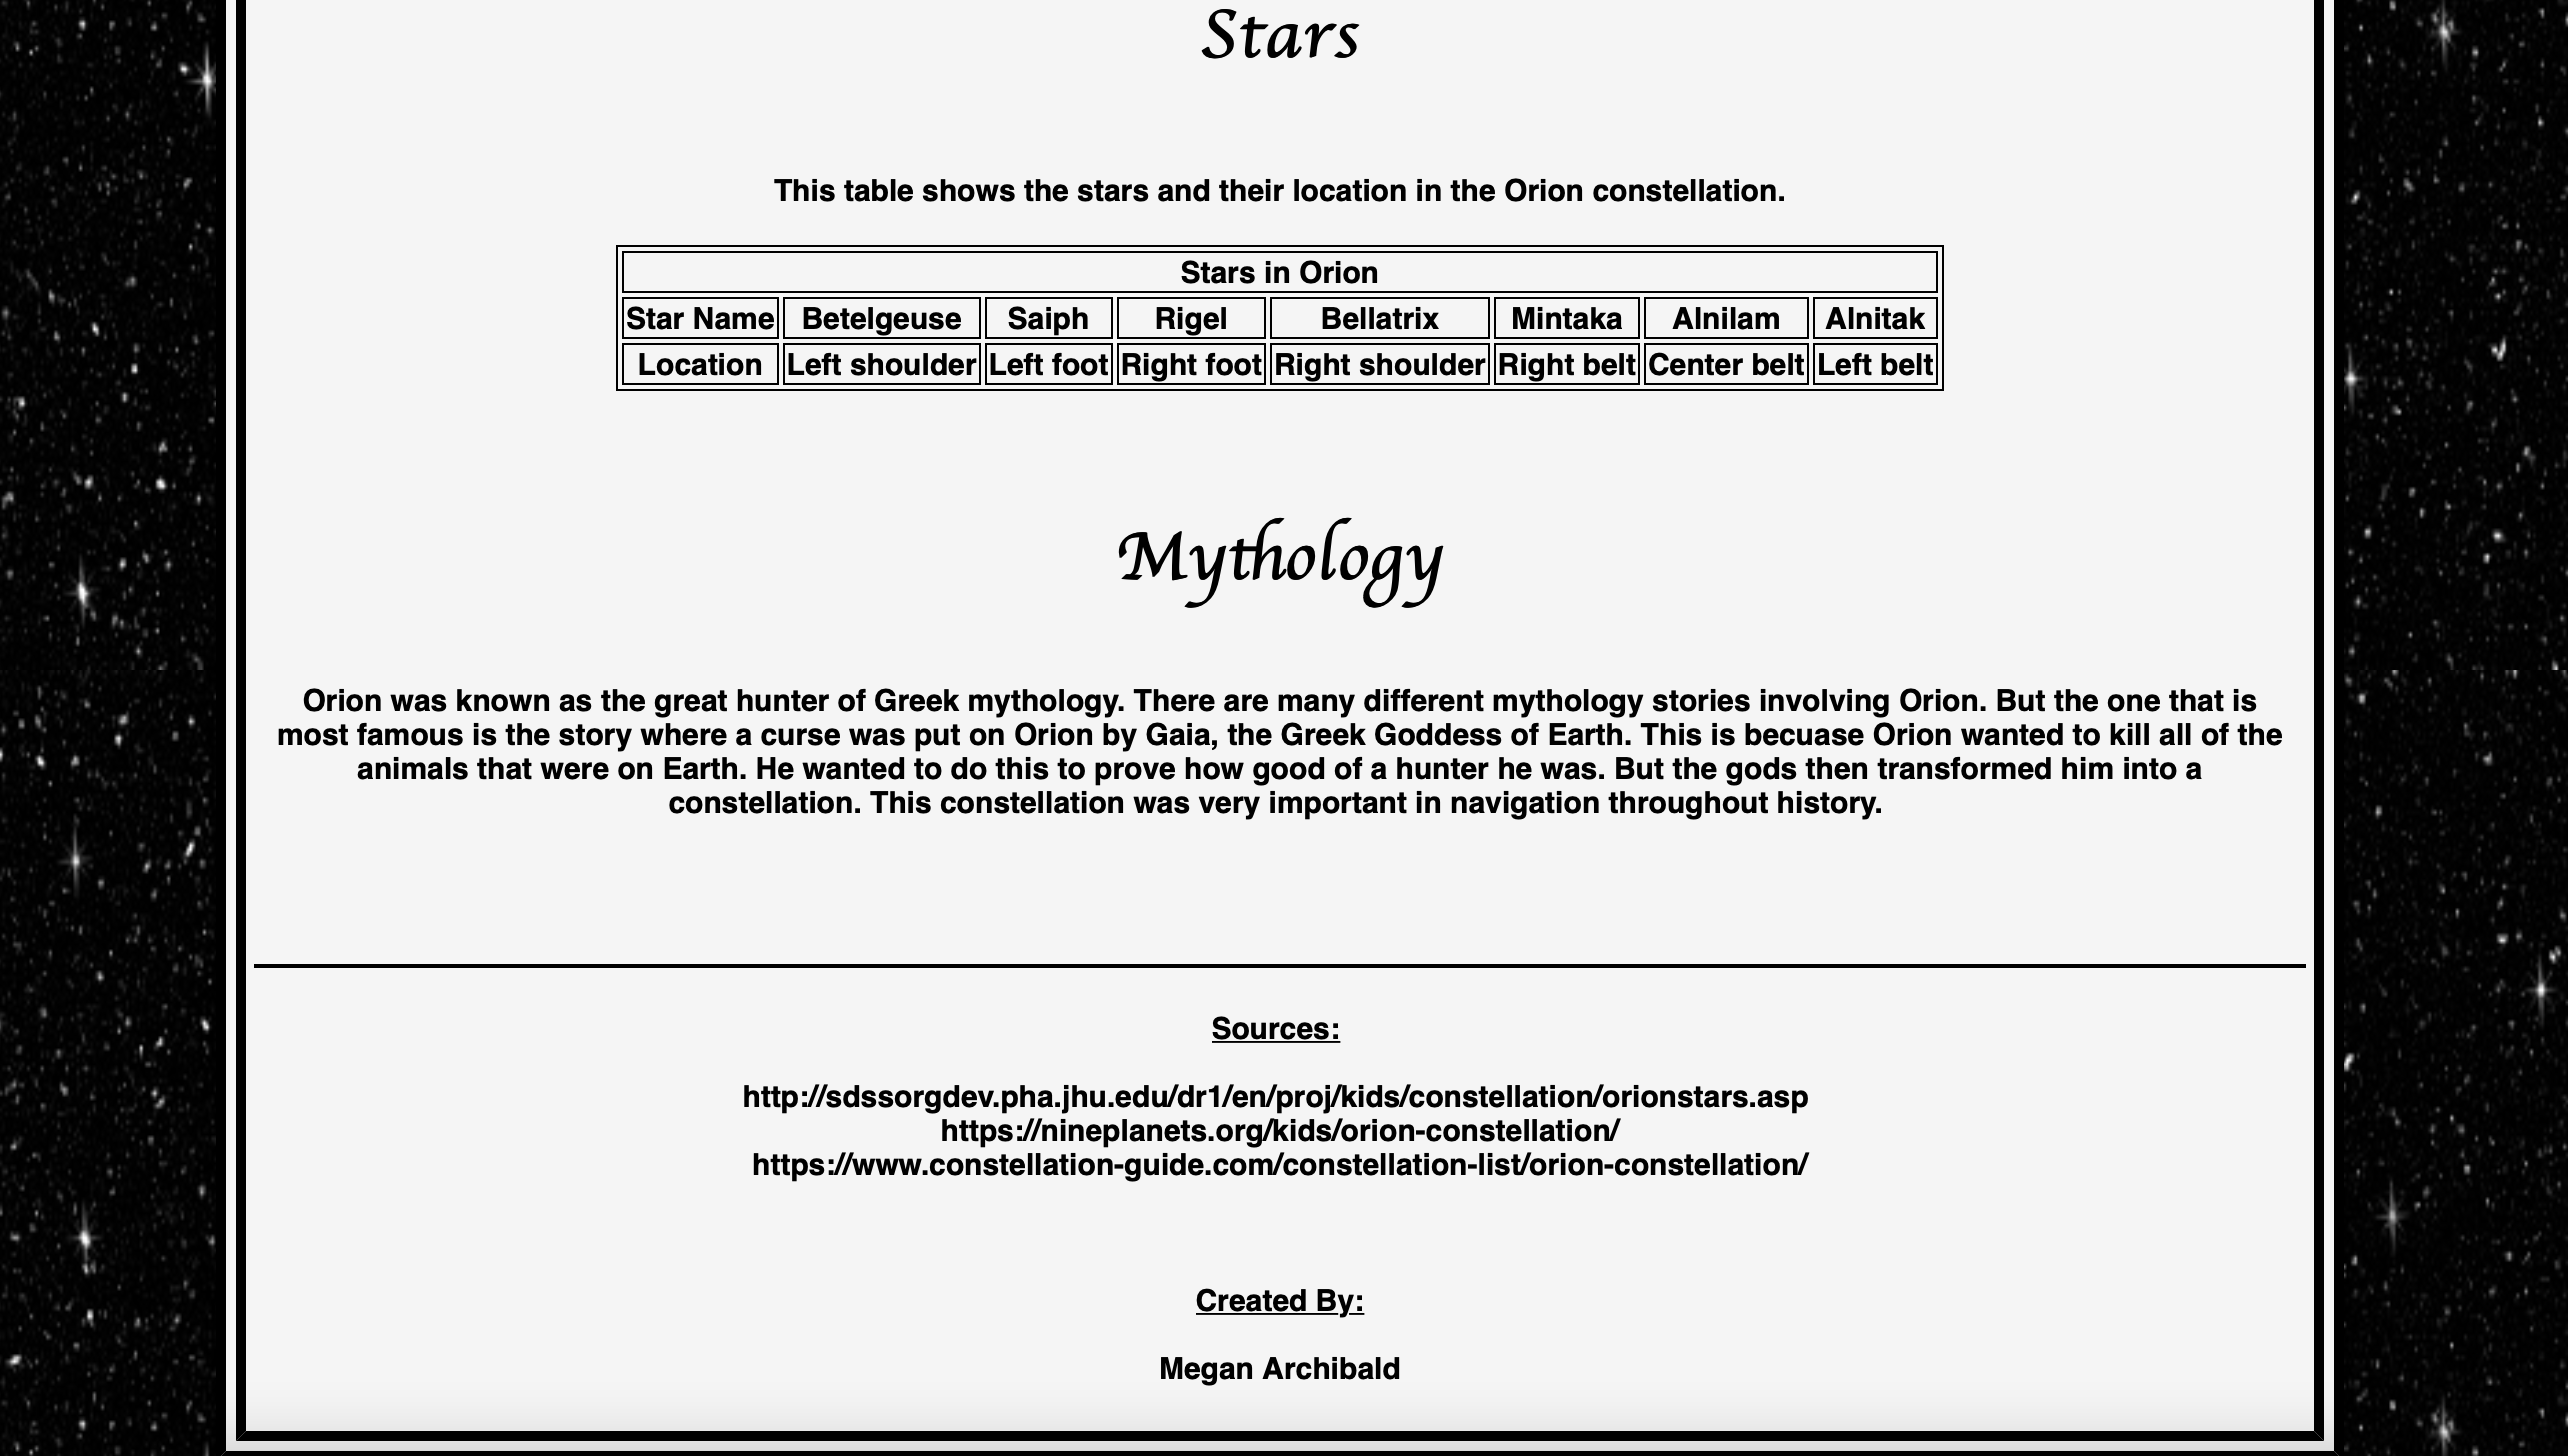 Stars
This table shows the stars and their location in the Orion constellation.
Stars in Orion
Star Name Betelgeuse Saiph Rigel Bellatrix Mintaka Alnilam Alnitak
Location Left shoulder Left foot Right foot Right shoulder Right belt Center belt Left belt
Mythology
Orion was known as the great hunter of Greek mythology. There are many different mythology stories involving Orion. But the one that is
most famous is the story where a curse was put on Orion by Gaia, the Greek Goddess of Earth. This is becuase Orion wanted to kill all of the
animals that were on Earth. He wanted to do this to prove how good of a hunter he was. But the gods then transformed him into a
constellation. This constellation was very important in navigation throughout history.
Sources:
http://sdssorgdev.pha.jhu.edu/dr1/en/proj/kids/constellation/orionstars.asp
https://nineplanets.org/kids/orion-constellation/
https://www.constellation-guide.com/constellation-list/orion-constellation/
Created By:
Megan Archibald